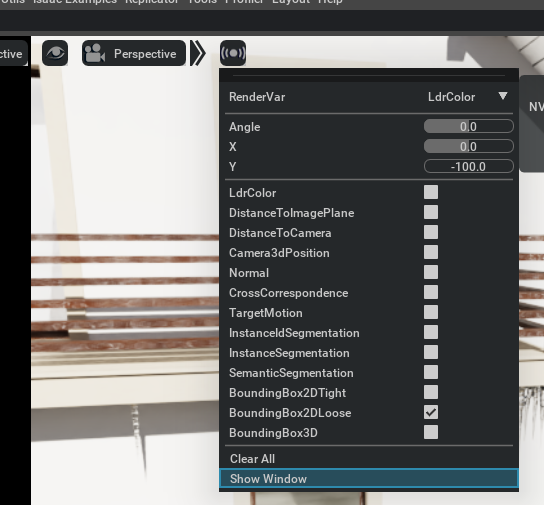 Utils Isaac Examples Replicator Tools Profiler Layout Help
ctive
Perspective
RenderVar LdrColor
NV
Angle 0.0
X 0.0
Y -100.0
LdrColor
DistanceToImagePlane
DistanceToCamera
Camera3dPosition
Normal
CrossCorrespondence
TargetMotion
InstanceIdSegmentation
InstanceSegmentation
SemanticSegmentation
BoundingBox2DTight
BoundingBox2DLoose
BoundingBox3D
Clear All
Show Window